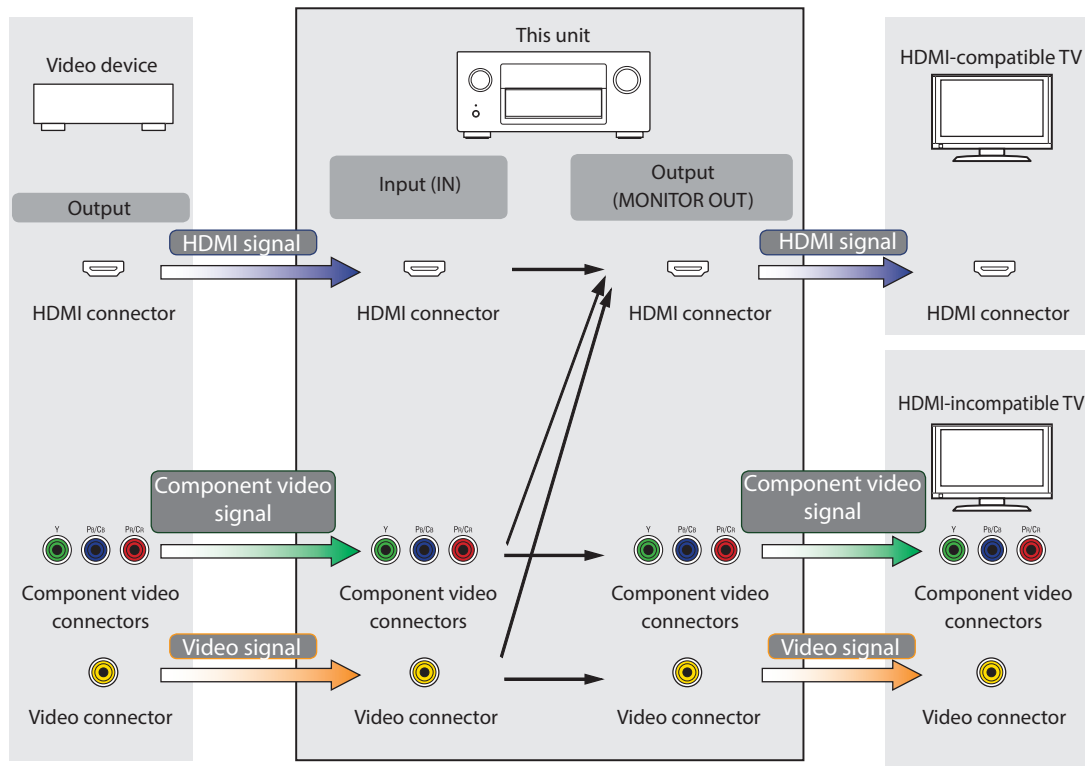 This unit
Video device
HDMI-compatible TV
Input (IN)
Output
(MONITOR OUT)
Output
HDMI signal
HDMI signal
HDMI connector
HDMI connector
HDMI connector
HDMI connector
HDMI-incompatible TV
Component video
signal
Component video
signal
Y PB/CB PR/CR
Y PB/CB PR/CR
Y PB/CB PR/CR
Y PB/CB PR/CR
Component video
connectors
Component video
connectors
Component video
connectors
Component video
connectors
Video signal
Video signal
Video connector
Video connector
Video connector
Video connector